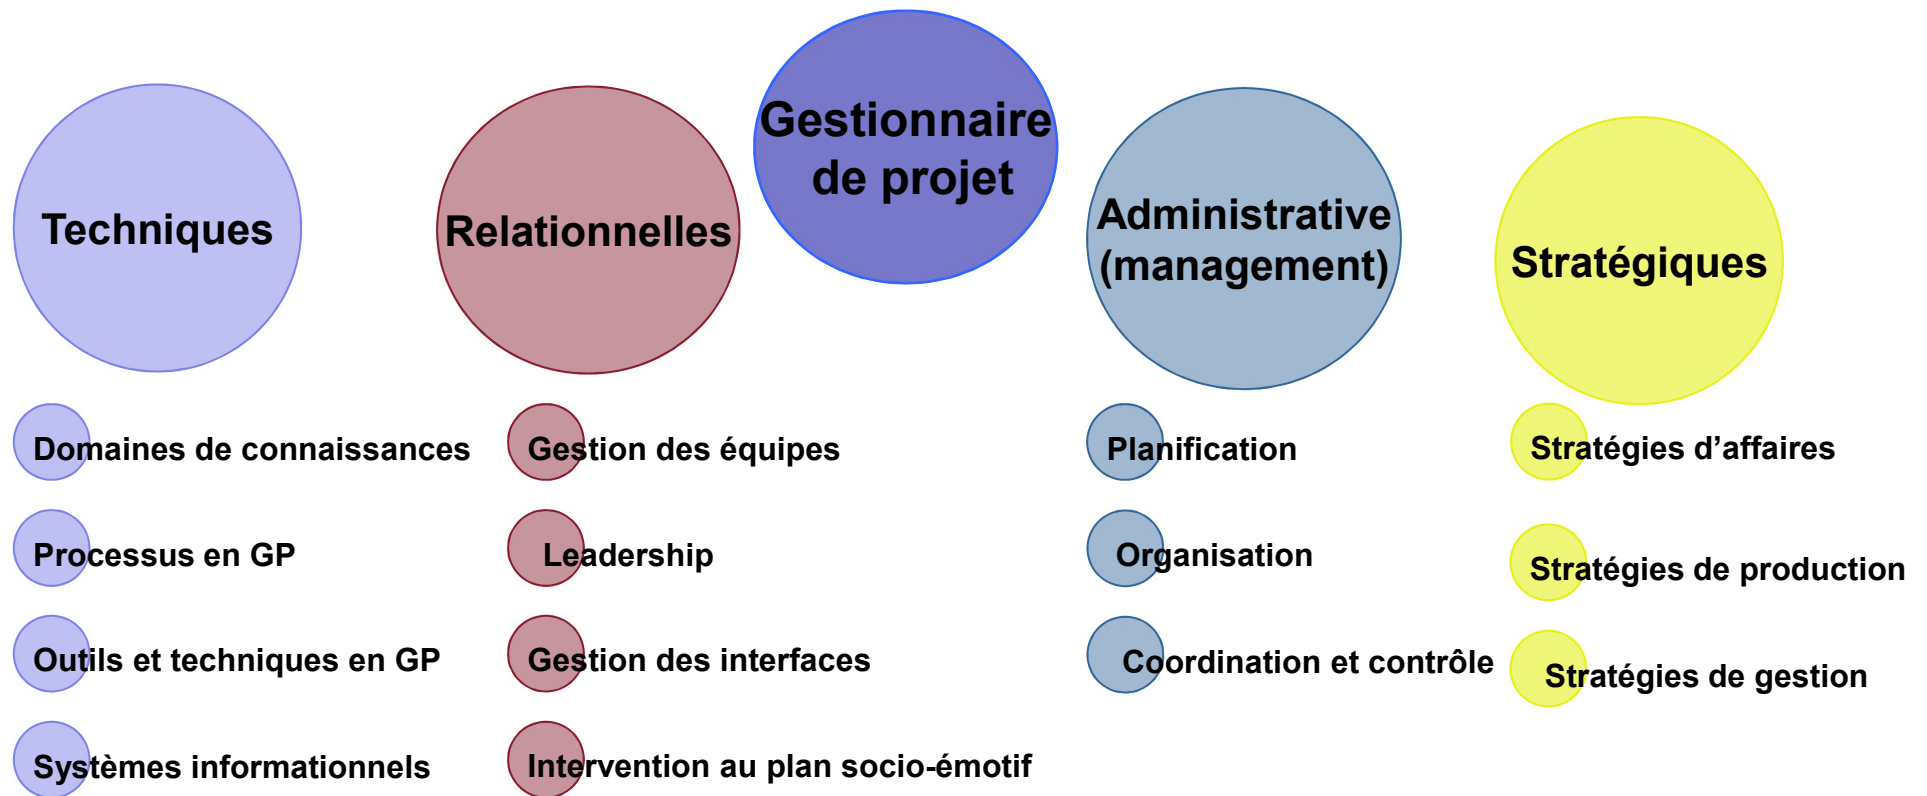 Gestionnaire
de projet
Techniques
Relationnelles
Administrative
(management)
Stratégiques
Domaines de connaissances
Processus en GP
Outils et techniques en GP
Systèmes informationnels
Gestion des équipes
Leadership
Gestion des interfaces
Intervention au plan socio-émotif
Planification
Organisation
Coordination et contrôle
Stratégies d’affaires
Stratégies de production
Stratégies de gestion